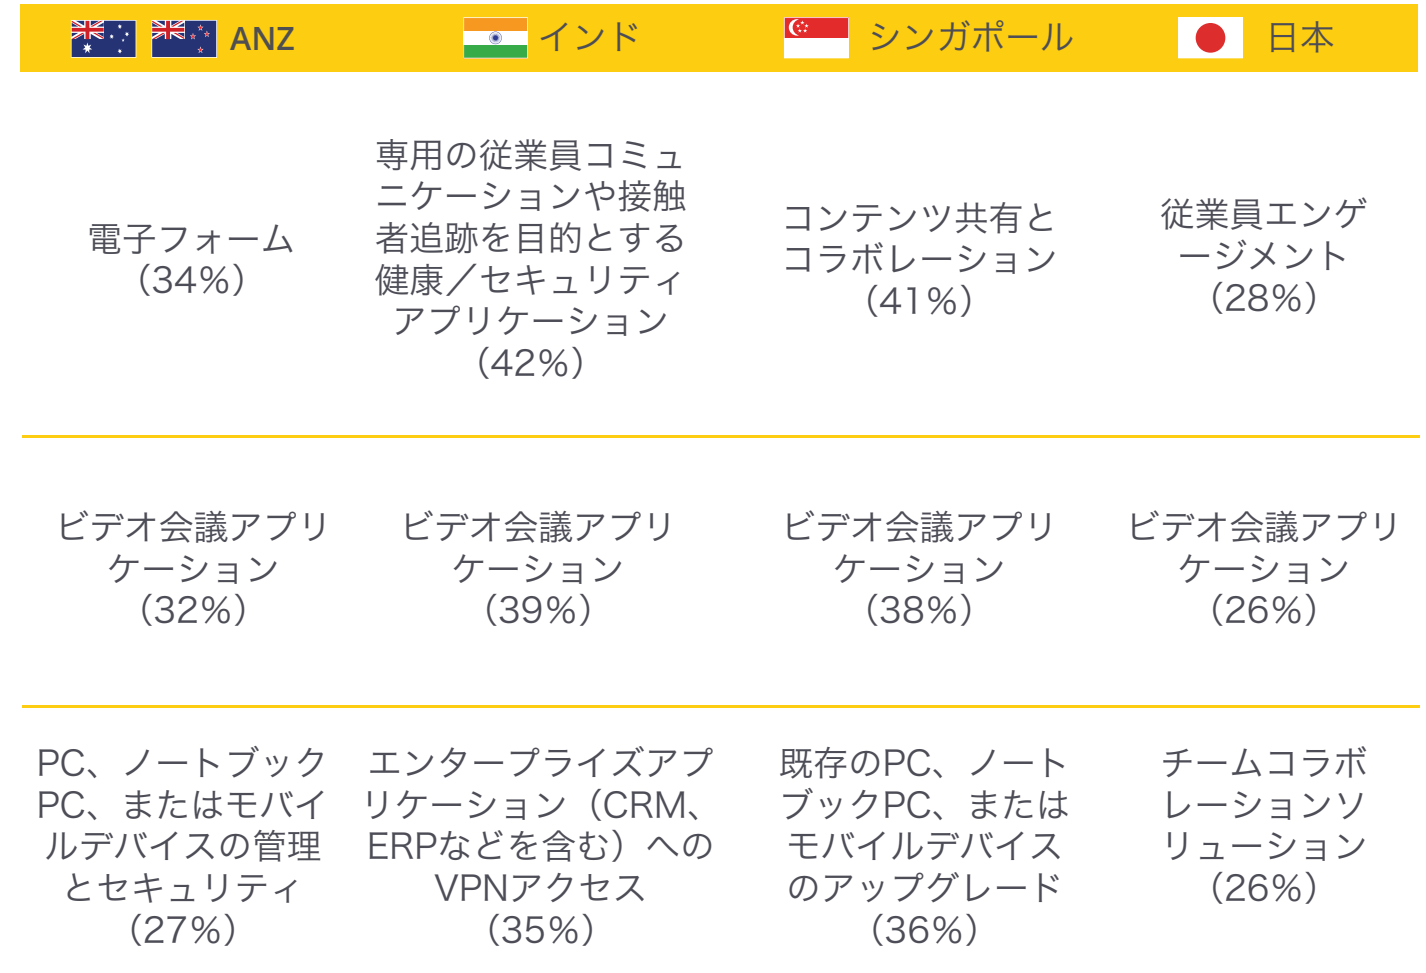 ANZ
インド
シンガポール
日本
電子フォーム
（34%）
専用の従業員コミュ
ニケーションや接触
者追跡を目的とする
健康／セキュリティ
アプリケーション
（42%）
コンテンツ共有と
コラボレーション
（41%）
従業員エンゲ
ージメント
（28%）
ビデオ会議アプリ
ケーション
（32%）
ビデオ会議アプリ
ケーション
（39%）
ビデオ会議アプリ
ケーション
（38%）
ビデオ会議アプリ
ケーション
（26%）
PC、ノートブック
PC、またはモバイ
ルデバイスの管理
とセキュリティ
（27%）
エンタープライズアプ
リケーション（CRM、
ERPなどを含む）への
VPNアクセス
（35%）
既存のPC、ノート
ブックPC、または
モバイルデバイス
のアップグレード
（36%）
チームコラボ
レーションソ
リューション
（26%）